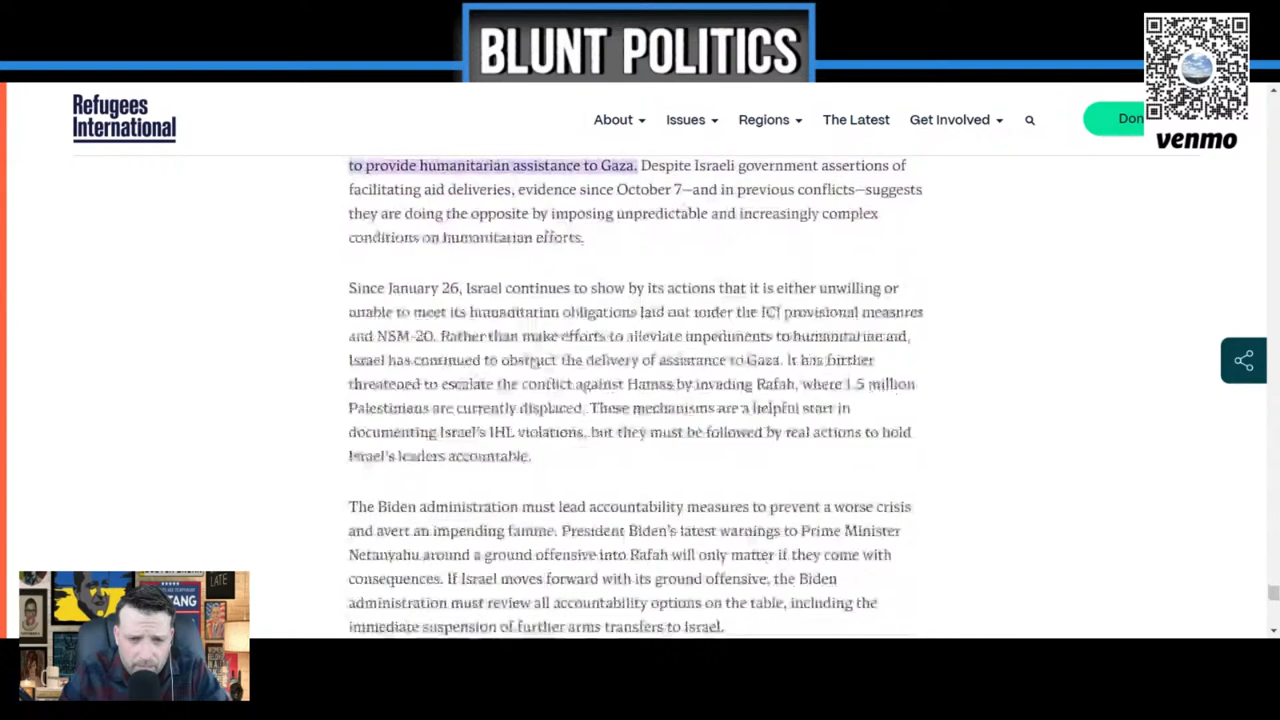 BLUNT POLITICS
venmo
Refugees
International
About Issues Regions The Latest Get Involved Don
to provide humanitarian assistance to Gaza. Despite Israeli government assertions of
facilitating aid deliveries, evidence since October 7—and in previous conflicts—suggests
they are doing the opposite by imposing unpredictable and increasingly complex
conditions on humanitarian efforts.
Since January 26, Israel continues to show by its actions that it is either unwilling or
unable to meet its humanitarian obligations laid out under the ICJ provisional measures
and NSM-20. Rather than make efforts to alleviate impediments to humanitarian aid,
Israel has continued to obstruct the delivery of assistance to Gaza. It has further
threatened to escalate the conflict against Hamas by invading Rafah, where 1.5 million
Palestinians are currently displaced. These mechanisms are a helpful start in
documenting Israel's IHL violations, but they must be followed by real actions to hold
Israel's leaders accountable.
The Biden administration must lead accountability measures to prevent a worse crisis
and avert an impending famine. President Biden's latest warnings to Prime Minister
Netanyahu around a ground offensive into Rafah will only matter if they come with
consequences. If Israel moves forward with its ground offensive, the Biden
administration must review all accountability options on the table, including the
immediate suspension of further arms transfers to Israel.
LATE
TANG